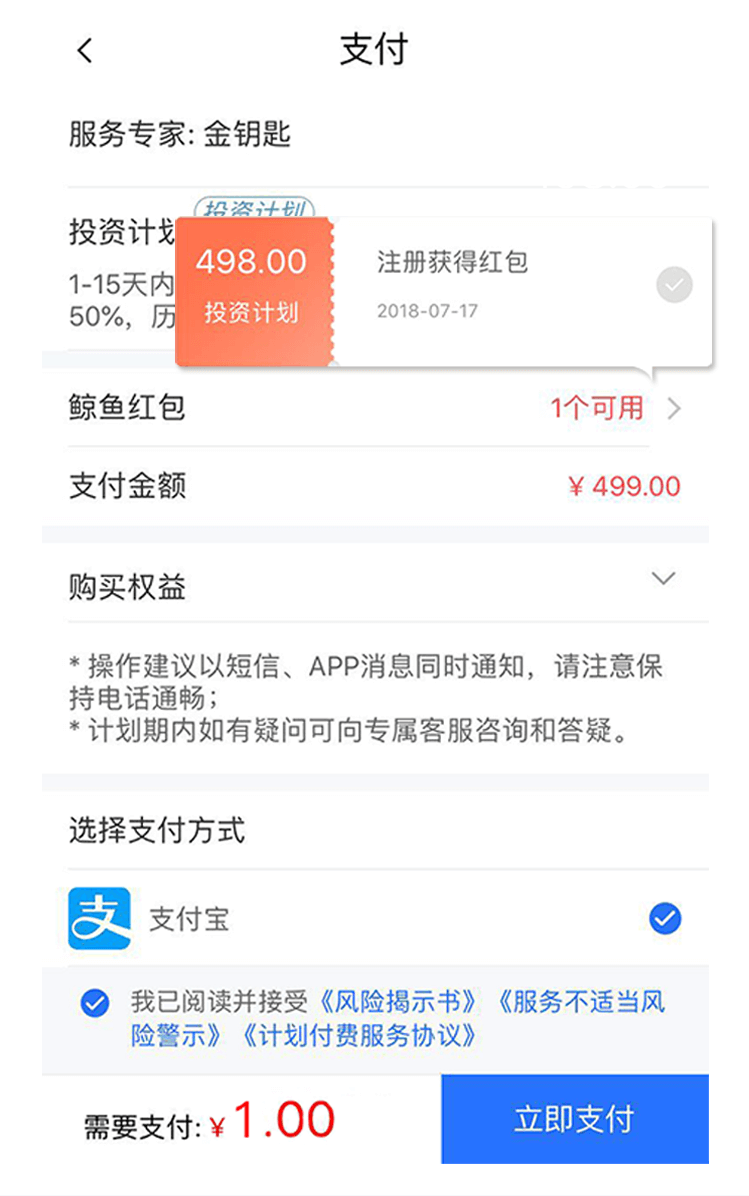 支付
服务专家: 金钥匙
投资计划
投资计划
1-15天内
50%，历
498.00
投资计划
注册获得红包
2018-07-17
鲸鱼红包
1个可用
支付金额
¥ 499.00
购买权益
* 操作建议以短信、APP消息同时通知，请注意保
持电话通畅；
* 计划期内如有疑问可向专属客服咨询和答疑。
选择支付方式
支
支付宝
我已阅读并接受《风险揭示书》《服务不适当风
险警示》《计划付费服务协议》
需要支付: ¥ 1.00
立即支付